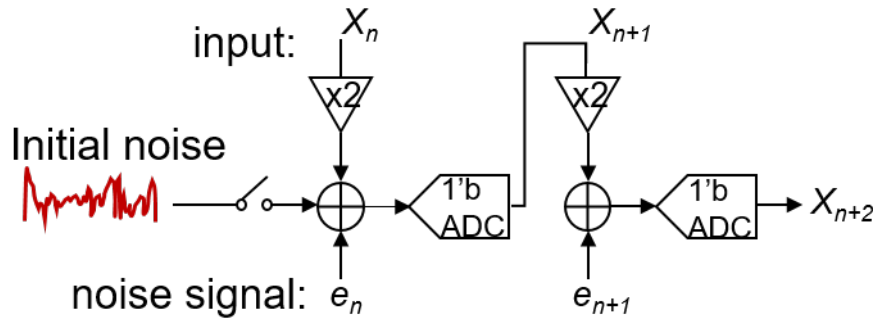 input: Xn Xn+1
x2 x2
Initial noise
1'b ADC
1'b ADC
Xn+2
noise signal: en en+1